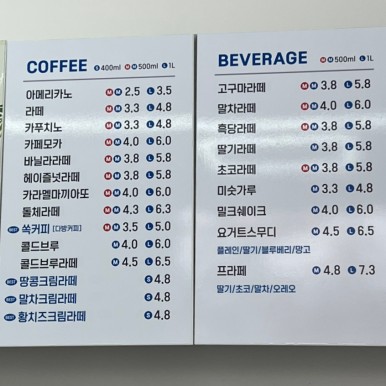 COFFEE S 400ml M M 500ml L 1L
아메리카노 M M 2.5 L 3.5
라떼 M M 3.3 L 4.8
카푸치노 M M 3.3 L 4.8
카페모카 M M 4.0 L 6.0
바닐라라떼 M M 3.8 L 5.8
헤이즐넛라떼 M M 3.8 L 5.8
카라멜마끼아또 M M 4.0 L 6.0
돌체라떼 M M 4.3 L 6.3
쏙커피 [다방커피] M M 3.5 L 5.0
콜드브루 M 4.0 L 6.0
콜드브루라떼 M 4.5 L 6.5
땅콩크림라떼 S 4.8
말차크림라떼 S 4.8
황치즈크림라떼 S 4.8
BEVERAGE M M 500ml L 1L
고구마라떼 M M 3.8 L 5.8
말차라떼 M M 4.0 L 6.0
흑당라떼 M M 3.8 L 5.8
딸기라떼 M 3.8 L 5.8
초코라떼 M M 3.8 L 5.8
미숫가루 M 3.3 L 4.8
밀크쉐이크 M 4.0 L 6.0
요거트스무디 M 4.5 L 6.5
플레인/딸기/블루베리/망고
프라페 M 4.8 L 7.3
딸기/초코/말차/오레오